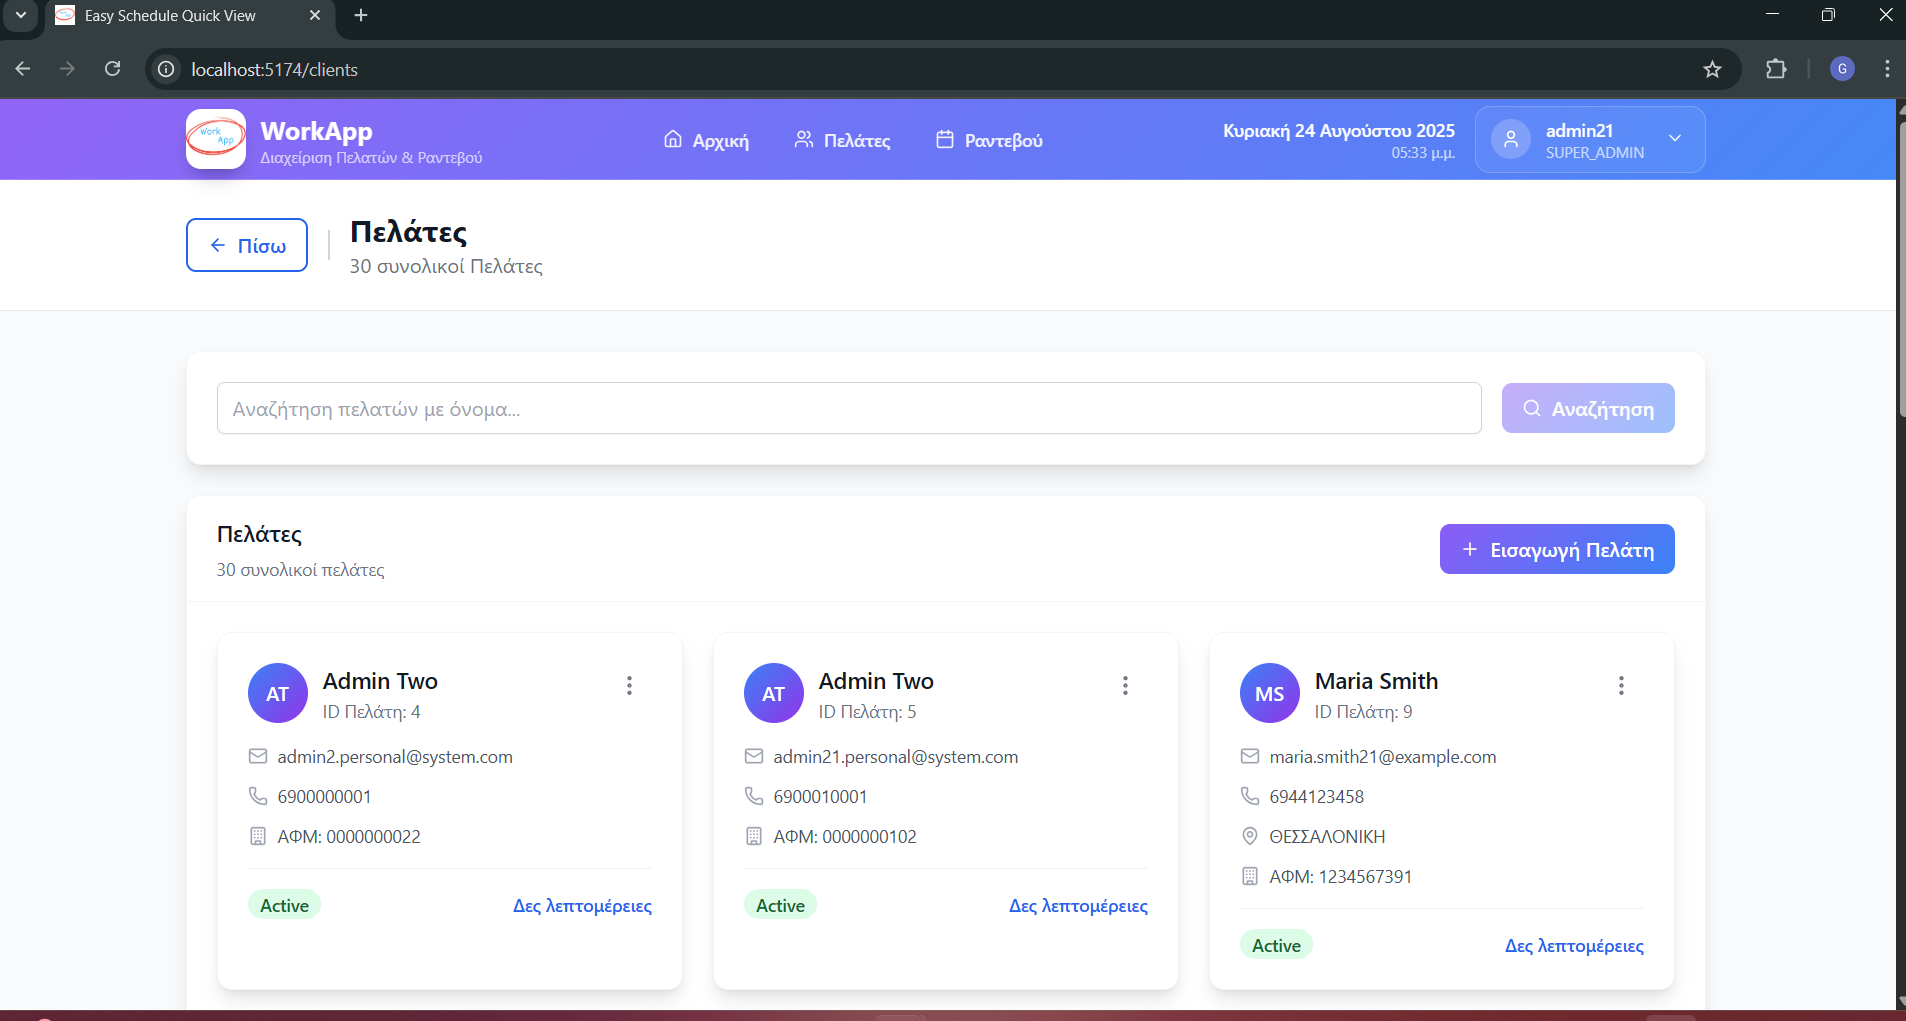 Easy Schedule Quick View
localhost:5174/clients
G
Work App
WorkApp
Διαχείριση Πελατών & Ραντεβού
Αρχική
Πελάτες
Ραντεβού
Κυριακή 24 Αυγούστου 2025
05:33 μ.μ.
admin21
SUPER_ADMIN
Πίσω
Πελάτες
30 συνολικοί Πελάτες
Αναζήτηση πελατών με όνομα...
Αναζήτηση
Πελάτες
30 συνολικοί πελάτες
Εισαγωγή Πελάτη
AT
Admin Two
ID Πελάτη: 4
admin2.personal@system.com
6900000001
ΑΦΜ: 0000000022
Active
Δες λεπτομέρειες
AT
Admin Two
ID Πελάτη: 5
admin21.personal@system.com
6900010001
ΑΦΜ: 0000000102
Active
Δες λεπτομέρειες
MS
Maria Smith
ID Πελάτη: 9
maria.smith21@example.com
6944123458
ΘΕΣΣΑΛΟΝΙΚΗ
ΑΦΜ: 1234567391
Active
Δες λεπτομέρειες